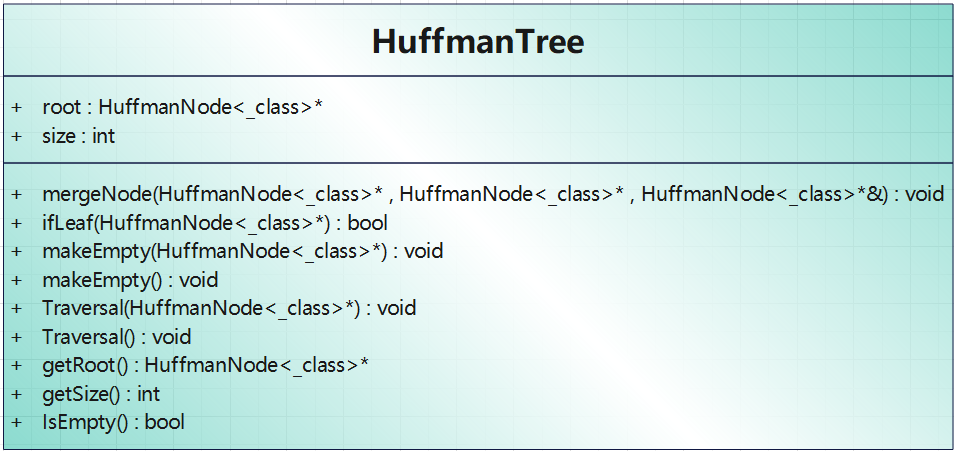 HuffmanTree
+ root : HuffmanNode<_class>*
+ size : int
+ mergeNode(HuffmanNode<_class>* , HuffmanNode<_class>* , HuffmanNode<_class>*&) : void
+ ifLeaf(HuffmanNode<_class>*) : bool
+ makeEmpty(HuffmanNode<_class>*) : void
+ makeEmpty() : void
+ Traversal(HuffmanNode<_class>*) : void
+ Traversal() : void
+ getRoot() : HuffmanNode<_class>*
+ getSize() : int
+ IsEmpty() : bool